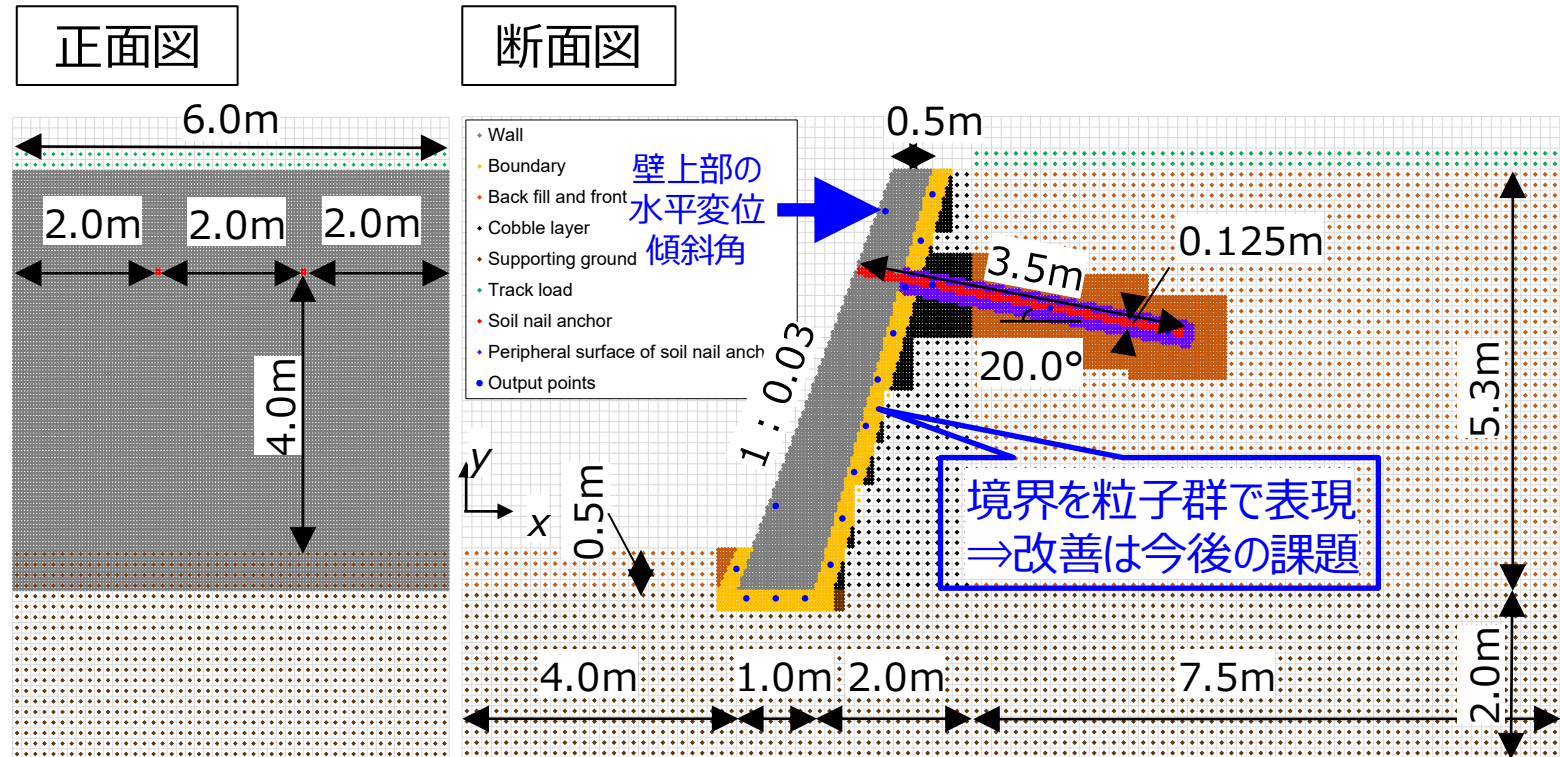 正面図
断面図
6.0m
2.0m
2.0m
2.0m
4.0m
Wall
Boundary
Back fill and front
Cobble layer
Supporting ground
Track load
Soil nail anchor
Peripheral surface of soil nail anch
Output points
壁上部の
水平変位
傾斜角
0.5m
0.125m
3.5m
20.0°
1：0.03
5.3m
y
x
0.5m
境界を粒子群で表現
⇒改善は今後の課題
4.0m
1.0m
2.0m
7.5m
2.0m